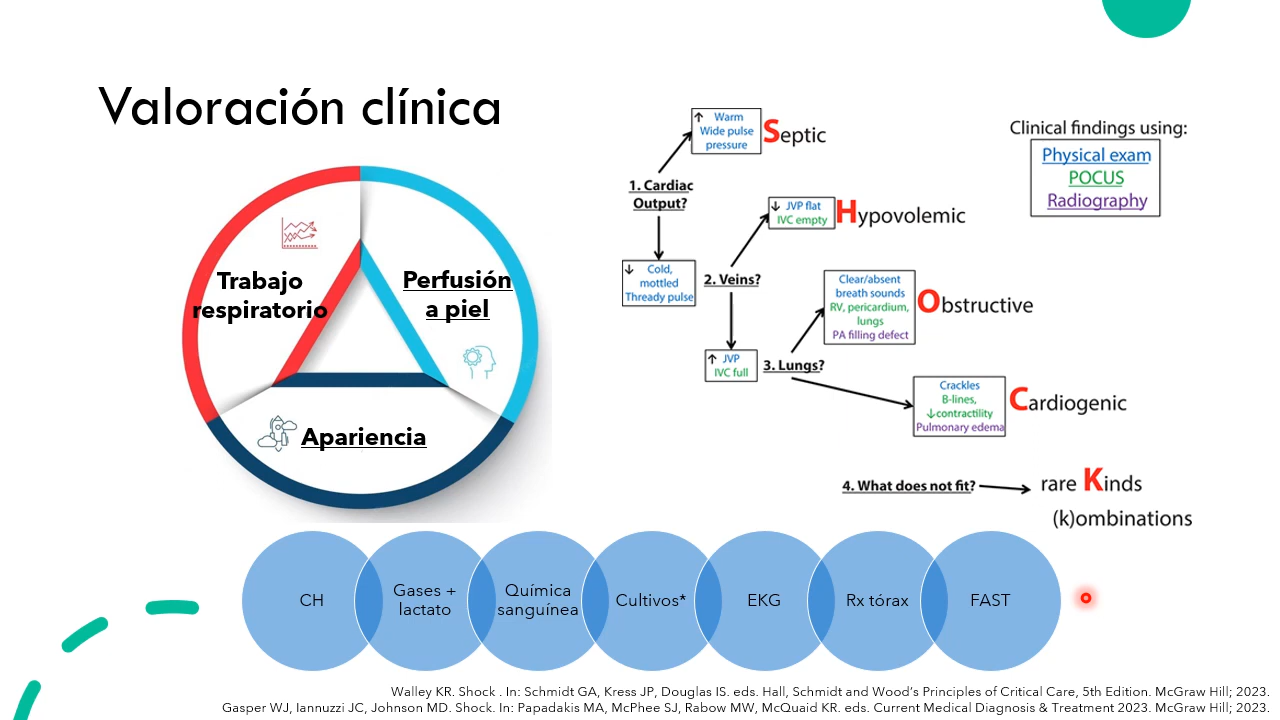 Valoración clínica
Trabajo
respiratorio
Perfusión
a piel
Apariencia
↑ Warm
Wide pulse
pressure
Septic
1. Cardiac
Output?
↓ Cold,
mottled
Thready pulse
2. Veins?
↓ JVP flat
IVC empty
Hypovolemic
↑ JVP
IVC full
3. Lungs?
Clear/absent
breath sounds
RV, pericardium,
lungs
PA filling defect
Obstructive
Crackles
B-lines,
↓contractility
Pulmonary edema
Cardiogenic
4. What does not fit?
rare Kinds
(k)ombinations
Clinical findings using:
Physical exam
POCUS
Radiography
CH
Gases +
lactato
Química
sanguínea
Cultivos*
EKG
Rx tórax
FAST
Walley KR. Shock . In: Schmidt GA, Kress JP, Douglas IS. eds. Hall, Schmidt and Wood's Principles of Critical Care, 5th Edition. McGraw Hill; 2023.
Gasper WJ, Iannuzzi JC, Johnson MD. Shock. In: Papadakis MA, McPhee SJ, Rabow MW, McQuaid KR. eds. Current Medical Diagnosis & Treatment 2023. McGraw Hill; 2023.